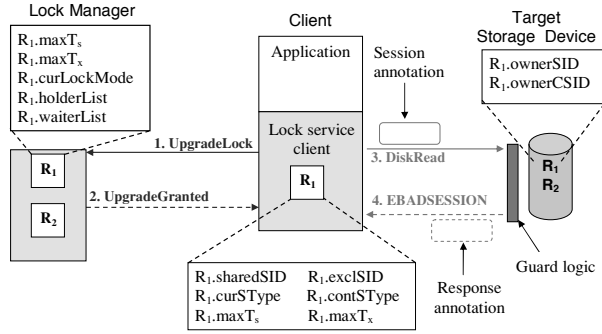 Lock Manager
Client
Target
Storage Device
R1.maxTs
R1.maxTx
R1.curLockMode
R1.holderList
R1.waiterList
Application
Session
annotation
R1.ownerSID
R1.ownerCSID
Lock service
client
1. UpgradeLock
3. DiskRead
R1
R1
R1
R2
2. UpgradeGranted
4. EBADSESSION
R2
R1.sharedSID R1.exclSID
R1.curSType R1.contSType
R1.maxTs R1.maxTx
Guard logic
Response
annotation